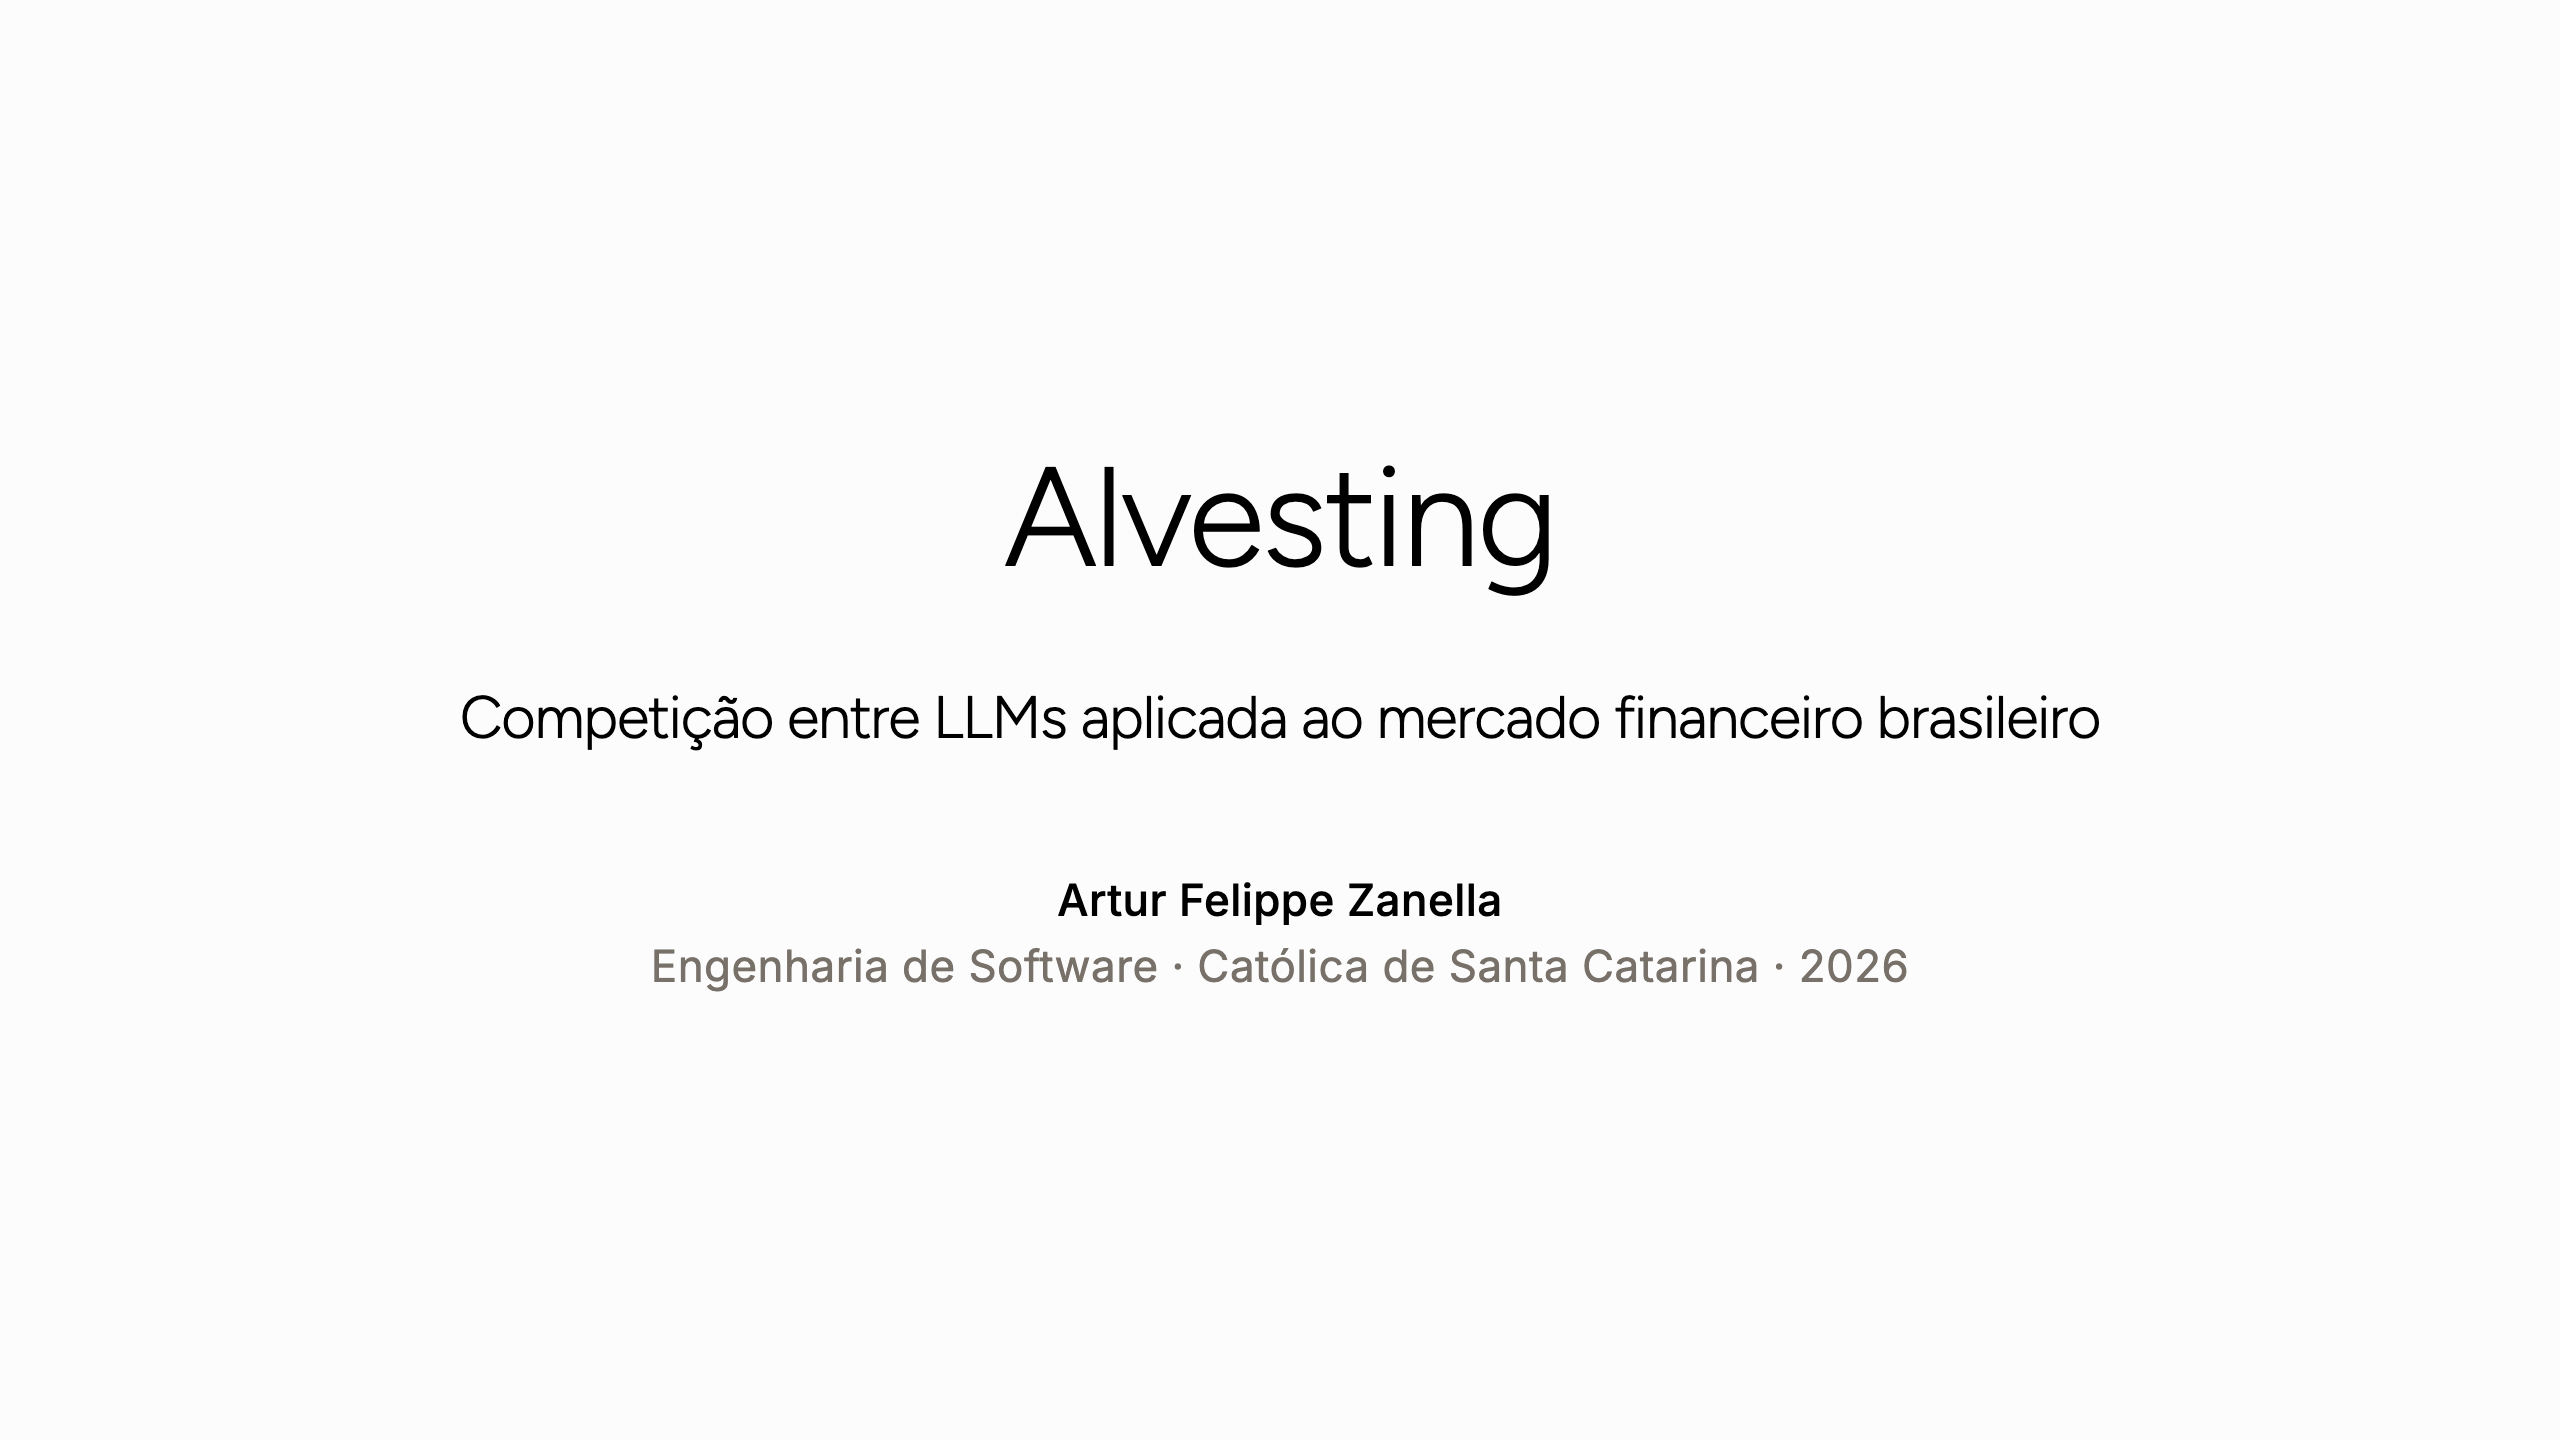 AIvesting
Competição entre LLMs aplicada ao mercado financeiro brasileiro
Artur Felippe Zanella
Engenharia de Software · Católica de Santa Catarina · 2026